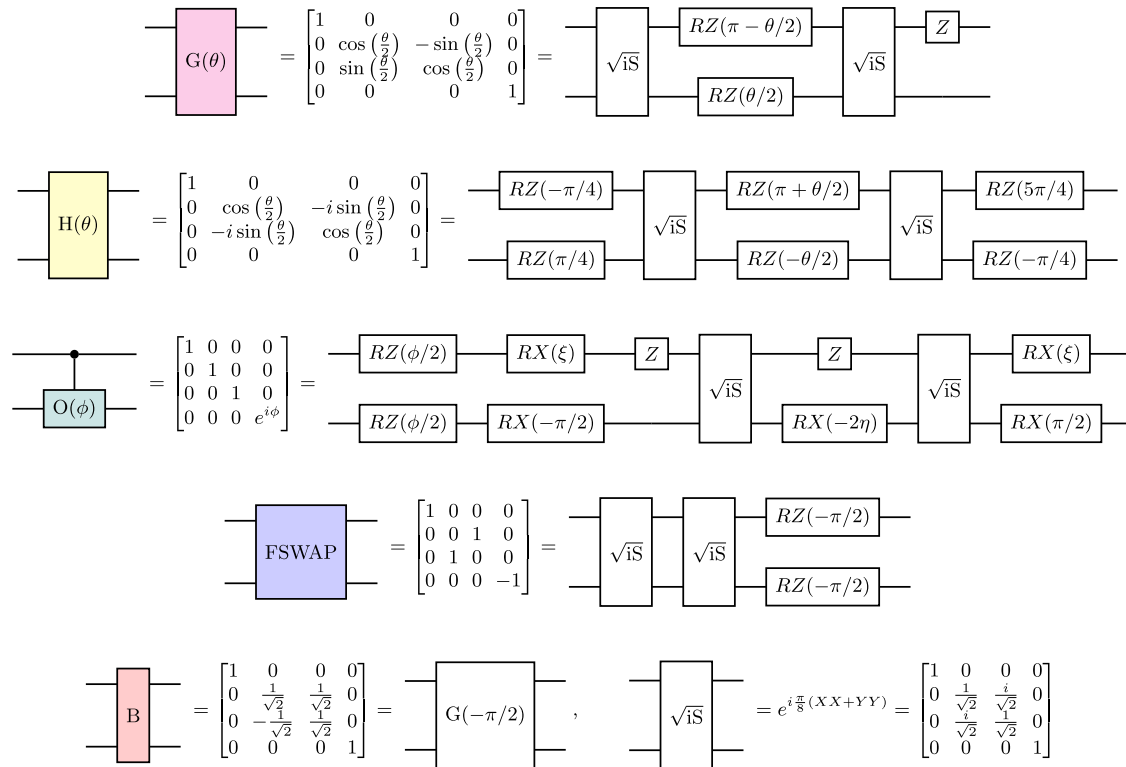 G(θ) = [1 0 0 0; 0 cos(θ/2) −sin(θ/2) 0; 0 sin(θ/2) cos(θ/2) 0; 0 0 0 1] = √iS RZ(π − θ/2) RZ(θ/2) √iS Z
H(θ) = [1 0 0 0; 0 cos(θ/2) −i sin(θ/2) 0; 0 −i sin(θ/2) cos(θ/2) 0; 0 0 0 1] = RZ(−π/4) RZ(π/4) √iS RZ(π + θ/2) RZ(−θ/2) √iS RZ(5π/4) RZ(−π/4)
O(φ) = [1 0 0 0; 0 1 0 0; 0 0 1 0; 0 0 0 e^{iφ}] = RZ(φ/2) RX(ξ) Z RZ(φ/2) RX(−π/2) √iS Z RX(−2η) √iS RX(ξ) RX(π/2)
FSWAP = [1 0 0 0; 0 0 1 0; 0 1 0 0; 0 0 0 −1] = √iS √iS RZ(−π/2) RZ(−π/2)
B = [1 0 0 0; 0 1/√2 1/√2 0; 0 −1/√2 1/√2 0; 0 0 0 1] = G(−π/2) , √iS = e^{i π/8 (XX+YY)} = [1 0 0 0; 0 1/√2 i/√2 0; 0 i/√2 1/√2 0; 0 0 0 1]